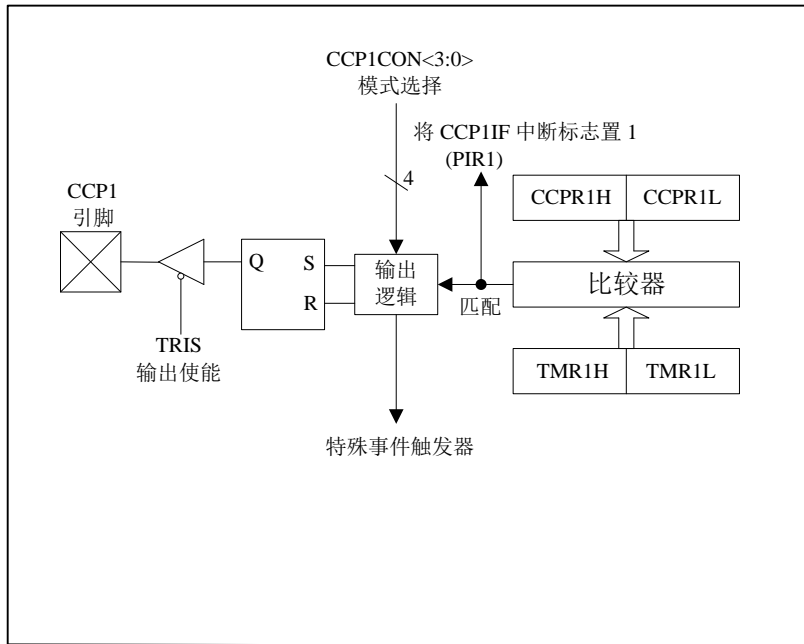 CCP1CON<3:0>
模式选择
将 CCP1IF 中断标志置 1
(PIR1)
4
CCP1
引脚
CCPR1H
CCPR1L
Q
S
R
输出
逻辑
匹配
比较器
TRIS
输出使能
TMR1H
TMR1L
特殊事件触发器